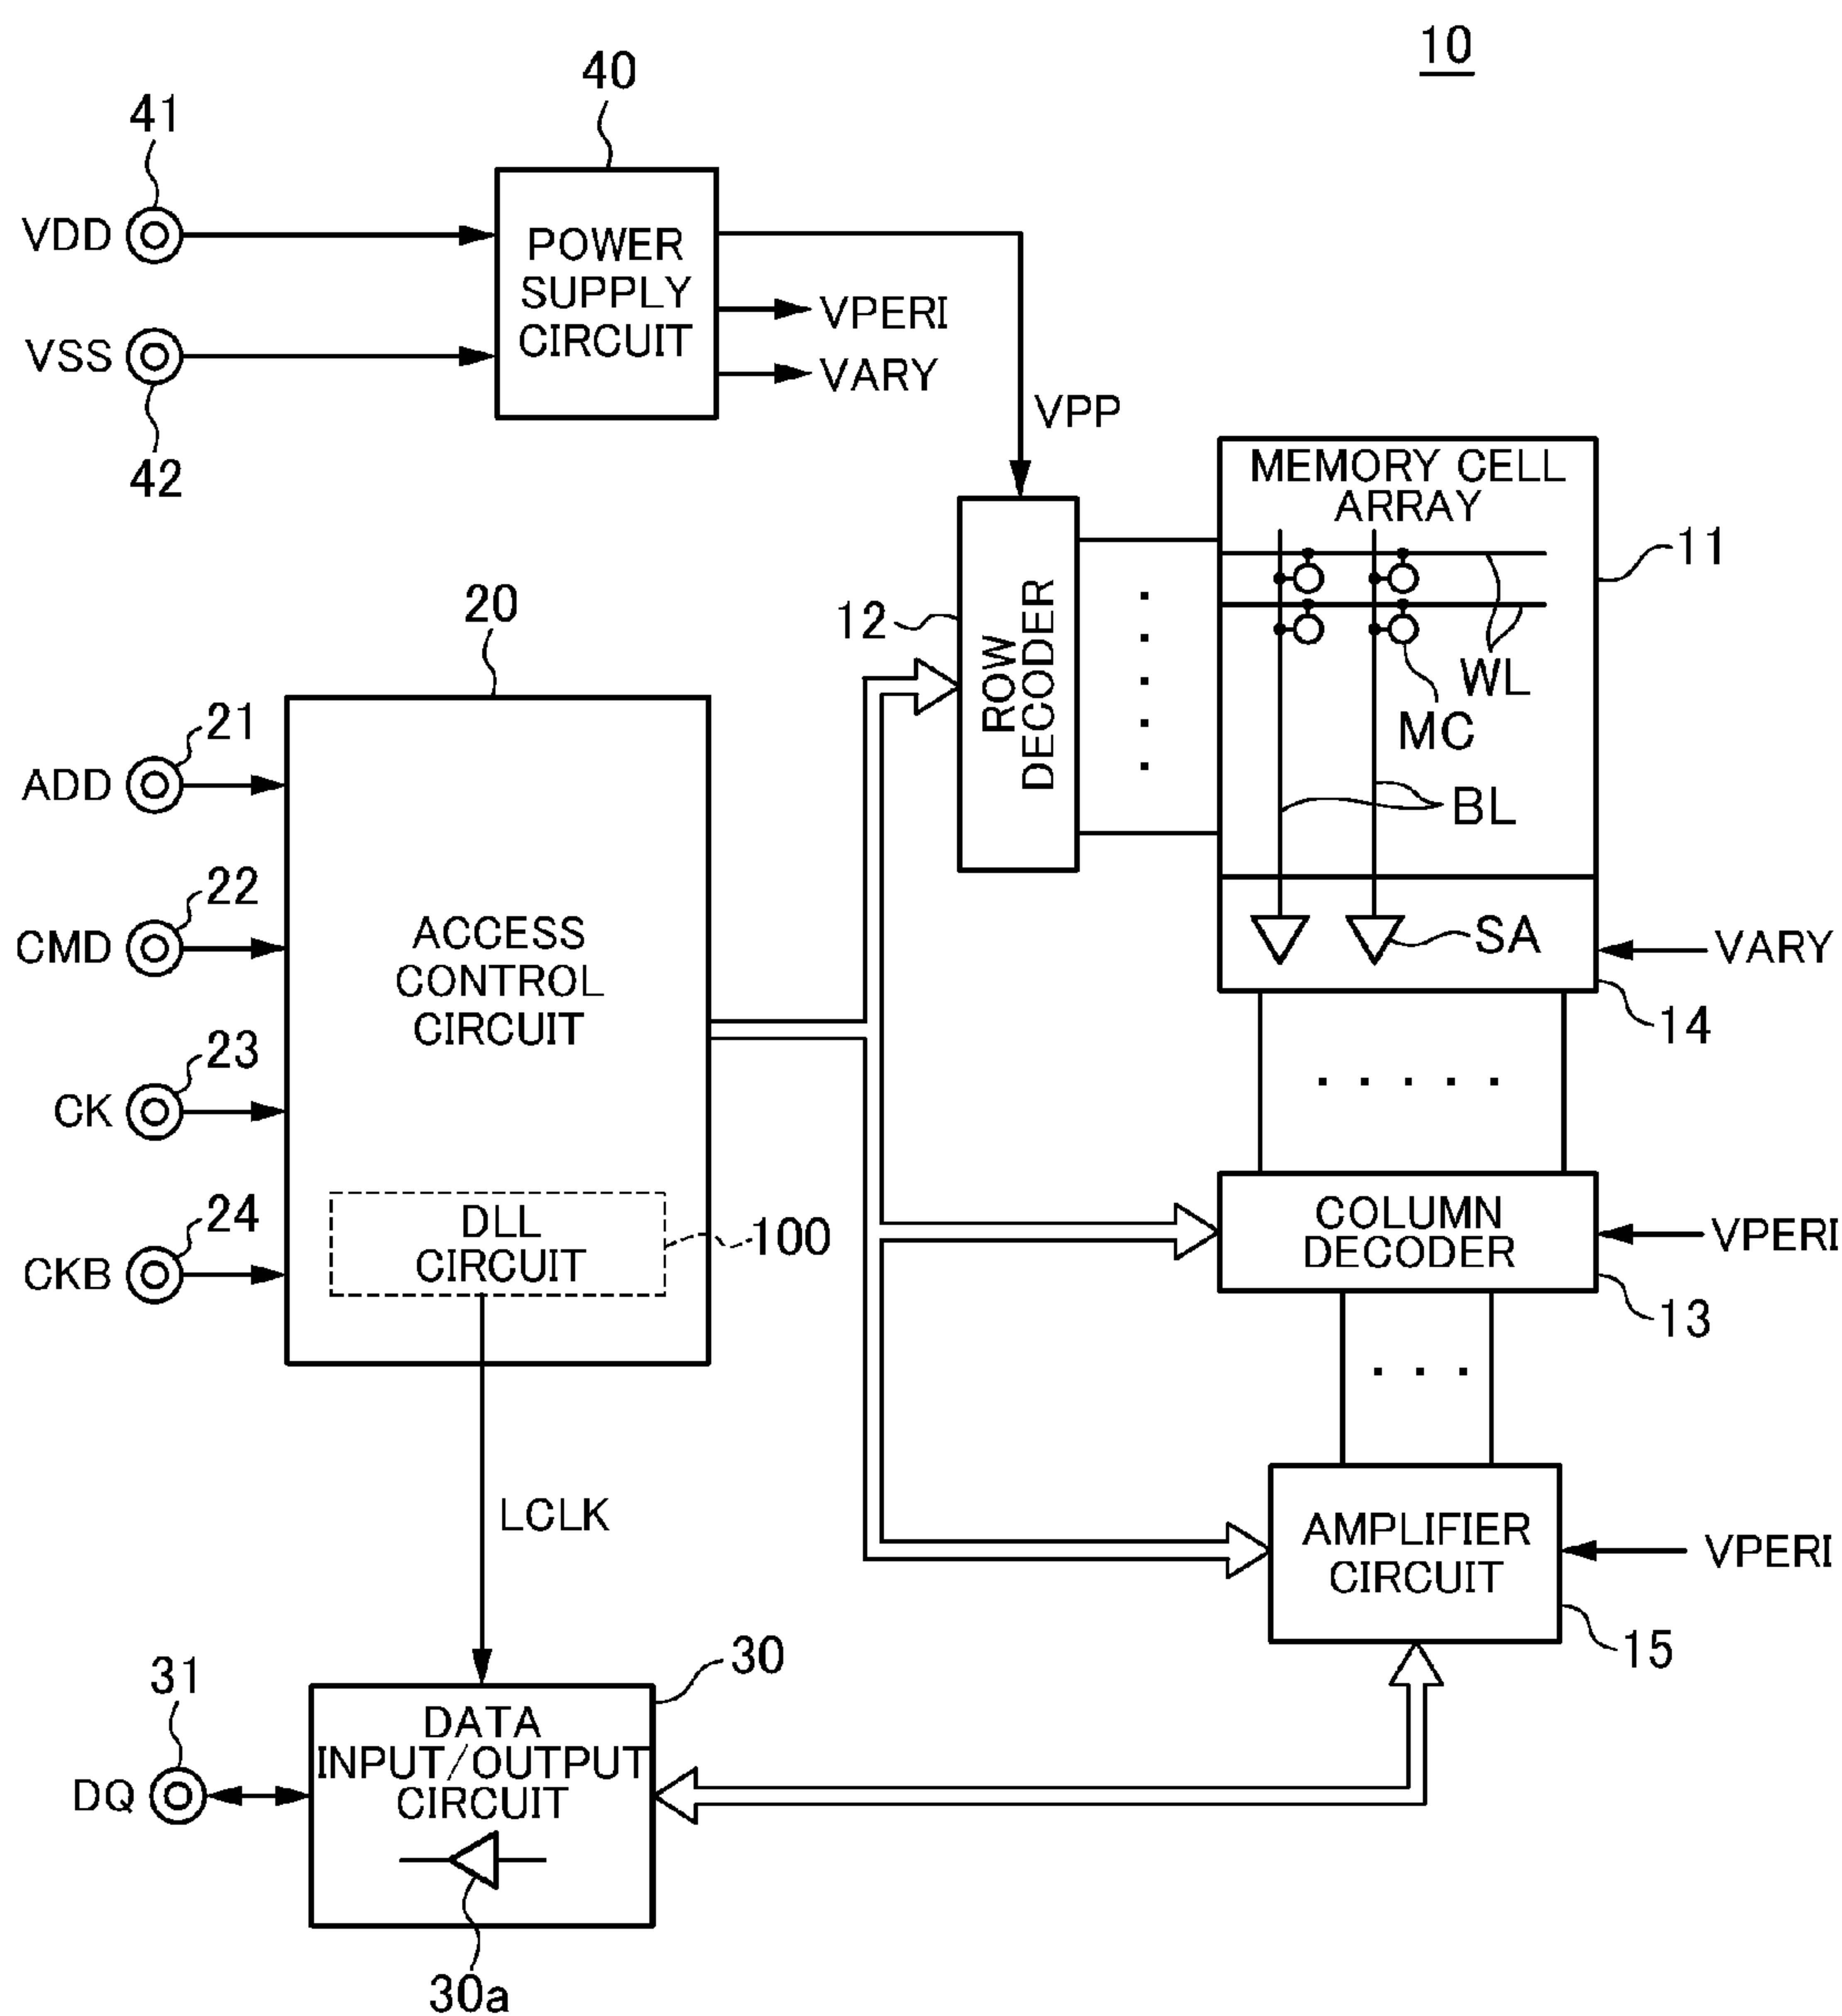 10
40
41
VDD
POWER
SUPPLY
CIRCUIT
VPERI
VSS
VARY
42
VPP
MEMORY CELL
ARRAY
11
12
ROW
DECODER
WL
MC
BL
SA
VARY
14
20
21
ADD
22
CMD
ACCESS
CONTROL
CIRCUIT
23
CK
24
CKB
DLL
CIRCUIT
100
COLUMN
DECODER
VPERI
13
LCLK
AMPLIFIER
CIRCUIT
VPERI
15
30
31
DATA
INPUT/OUTPUT
CIRCUIT
DQ
30a